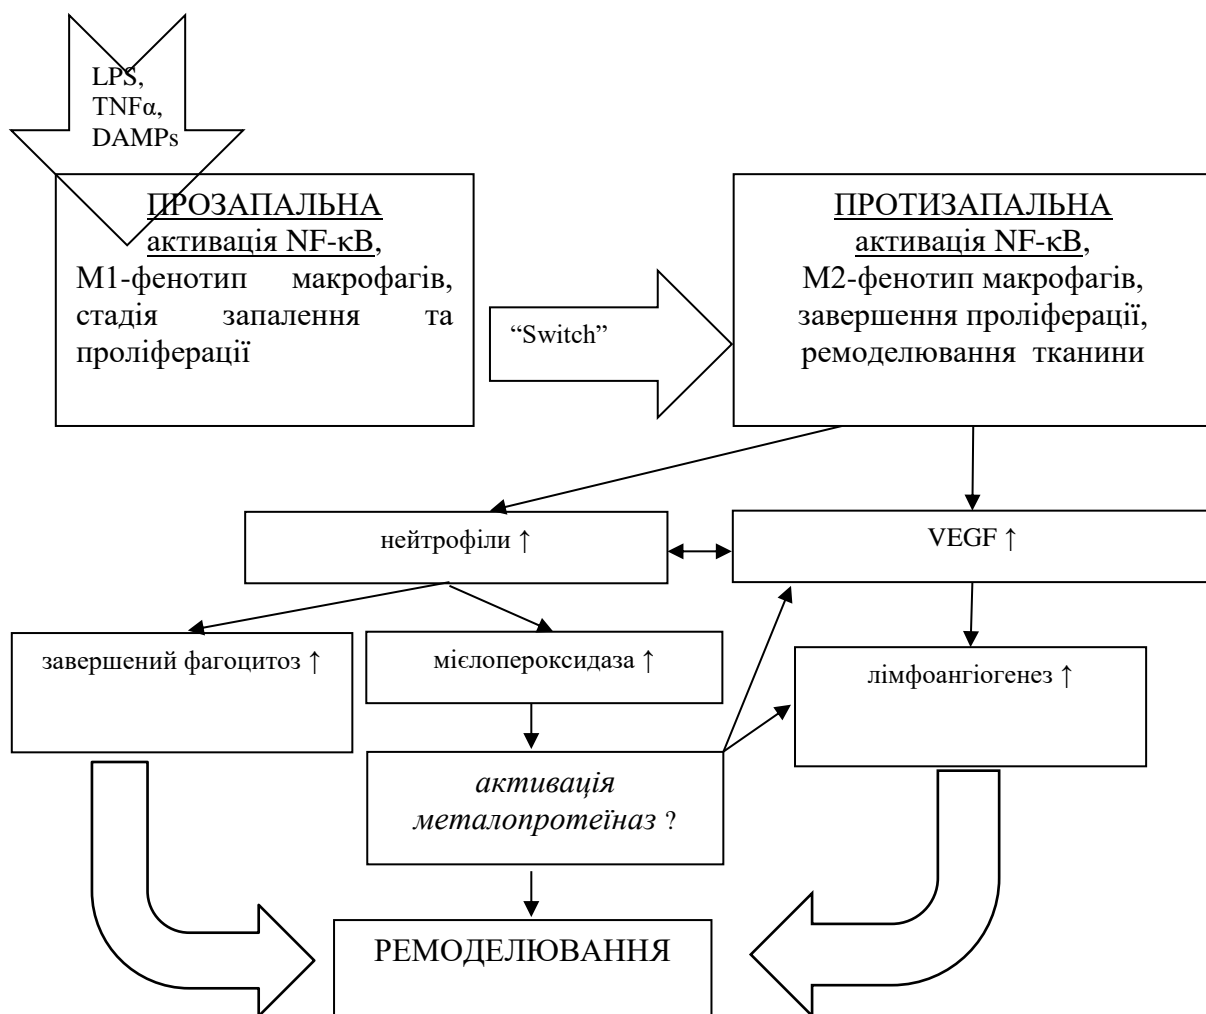 LPS,
TNFα,
DAMPs
ПРОЗАПАЛЬНА
активація NF-κB,
М1-фенотип макрофагів,
стадія запалення та
проліферації
“Switch”
ПРОТИЗАПАЛЬНА
активація NF-κB,
М2-фенотип макрофагів,
завершення проліферації,
ремоделювання тканини
нейтрофіли ↑
VEGF ↑
завершений фагоцитоз ↑
мієлопероксидаза ↑
лімфоангіогенез ↑
активація
металопротеїназ ?
РЕМОДЕЛЮВАННЯ